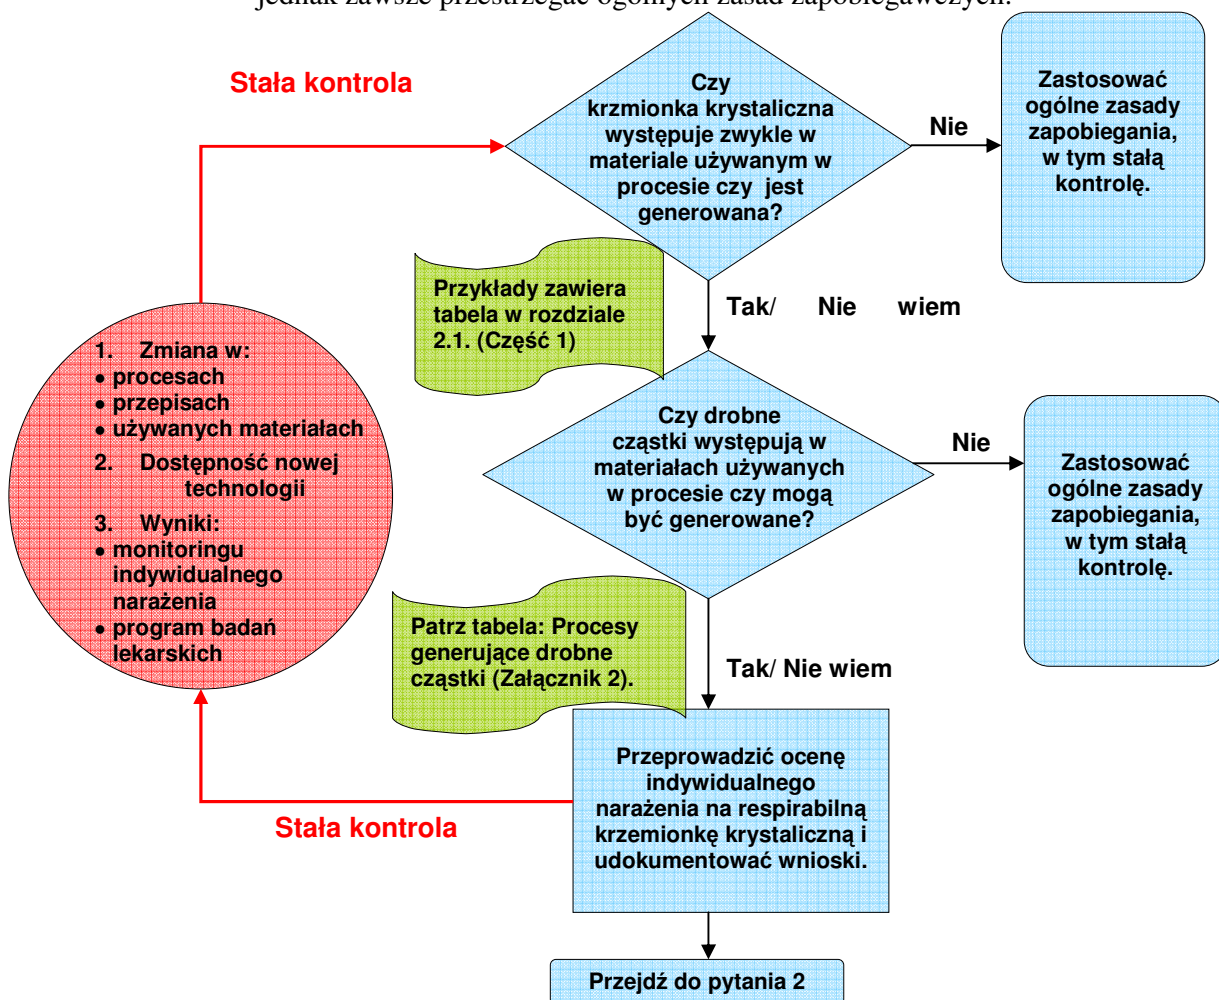 jednak zawsze przestrzegać ogólnych zasad zapobiegawczych.
Stała kontrola
Czy
krzmionka krystaliczna
występuje zwykle w
materiale używanym w
procesie czy jest
generowana?
Nie
Zastosować
ogólne zasady
zapobiegania,
w tym stałą
kontrolę.
Przykłady zawiera
tabela w rozdziale
2.1. (Część 1)
Tak/ Nie wiem
1. Zmiana w:
• procesach
• przepisach
• używanych materiałach
2. Dostępność nowej
technologii
3. Wyniki:
• monitoringu
indywidualnego
narażenia
• program badań
lekarskich
Czy drobne
cząstki występują w
materiałach używanych
w procesie czy mogą
być generowane?
Nie
Zastosować
ogólne zasady
zapobiegania,
w tym stałą
kontrolę.
Patrz tabela: Procesy
generujące drobne
cząstki (Załącznik 2).
Tak/ Nie wiem
Przeprowadzić ocenę
indywidualnego
narażenia na respirabilną
krzemionkę krystaliczną i
udokumentować wnioski.
Stała kontrola
Przejdź do pytania 2